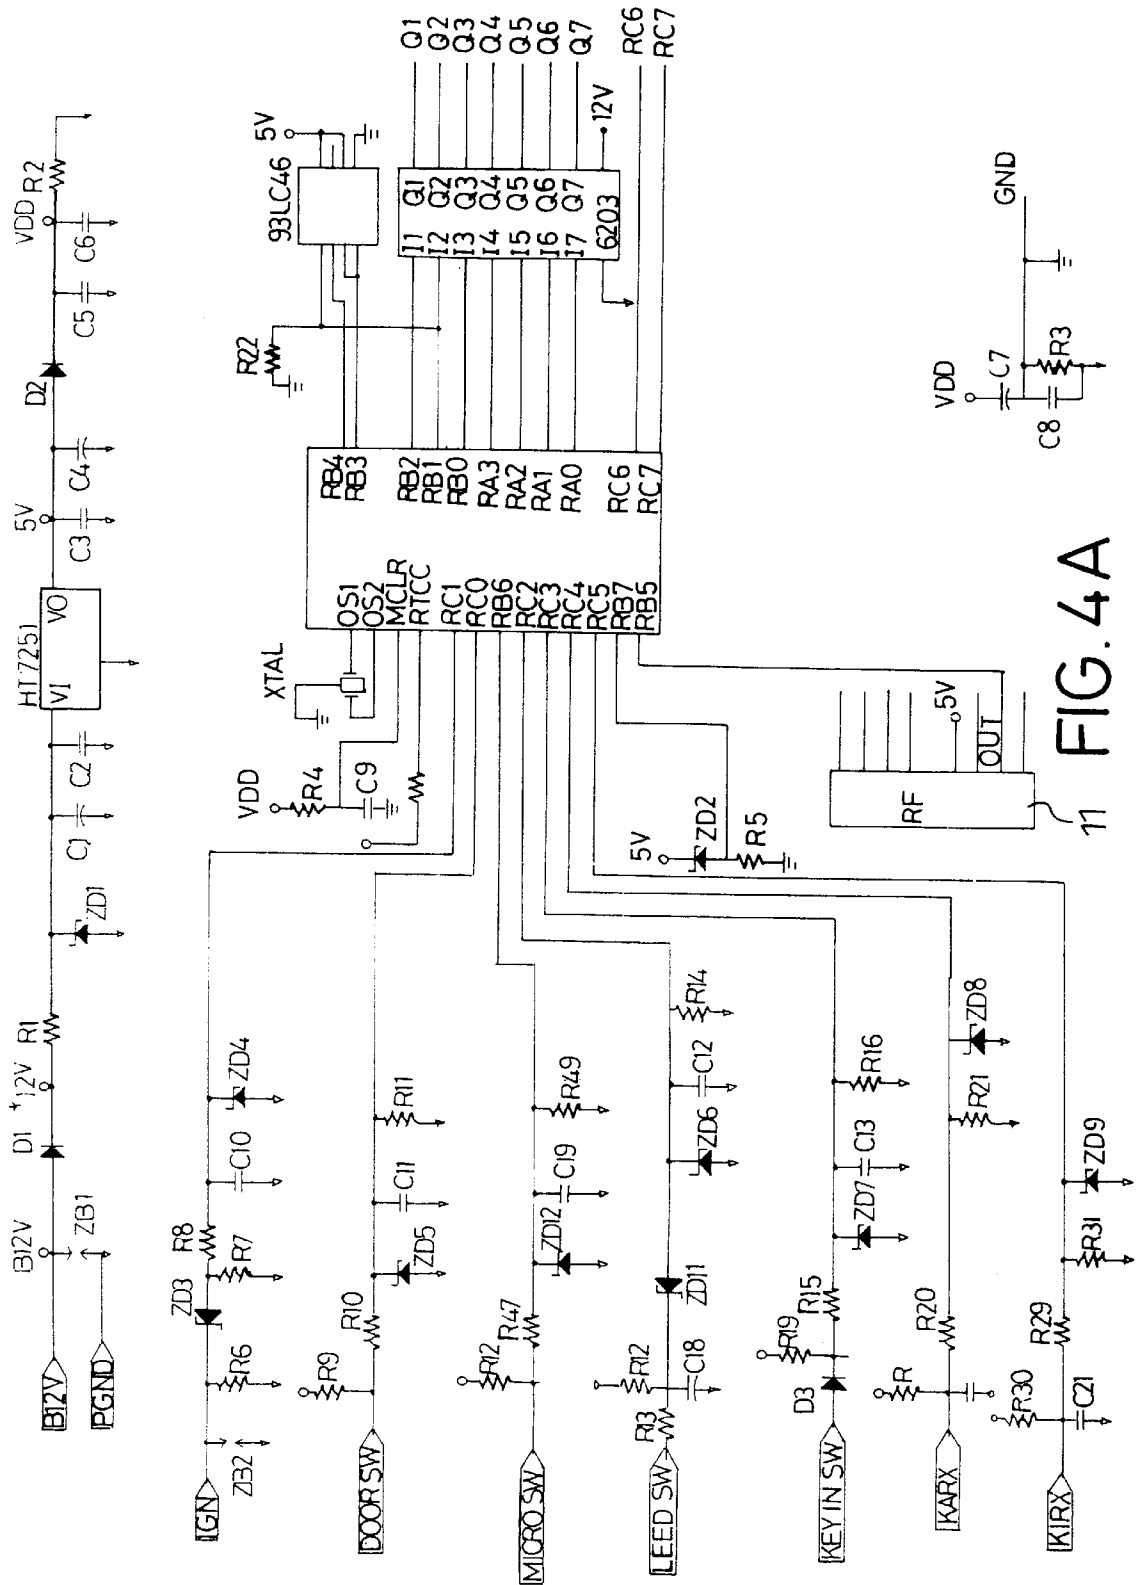 B12V
PGND
B12V
ZB1
D1
+12V
R1
ZD1
C1
C2
HT7251
VI
VO
5V
C3
C4
D2
C5
C6
VDD
R2
IGN
ZB2
R6
ZD3
R7
R8
C10
ZD4
DOOR SW
R9
R10
ZD5
C11
R11
MICRO SW
R12
R47
ZD12
C19
R49
LEED SW
R13
R12
C18
ZD11
ZD6
C12
R14
KEY IN SW
D3
R19
R15
ZD7
C13
R16
KARX
R
R20
R21
ZD8
KIRX
R30
C21
R29
R31
ZD9
VDD
R4
C9
XTAL
5V
ZD2
R5
OS1
OS2
MCLR
RTCC
RC1
RC0
RB6
RC2
RC3
RC4
RC5
RB7
RB5
RB4
RB3
RB2
RB1
RB0
RA3
RA2
RA1
RA0
RC6
RC7
R22
93LC46
5V
I1 Q1
I2 Q2
I3 Q3
I4 Q4
I5 Q5
I6 Q6
I7 Q7
6203
12V
Q1
Q2
Q3
Q4
Q5
Q6
Q7
RC6
RC7
RF
5V
OUT
11
VDD
C7
C8
R3
GND
FIG. 4A